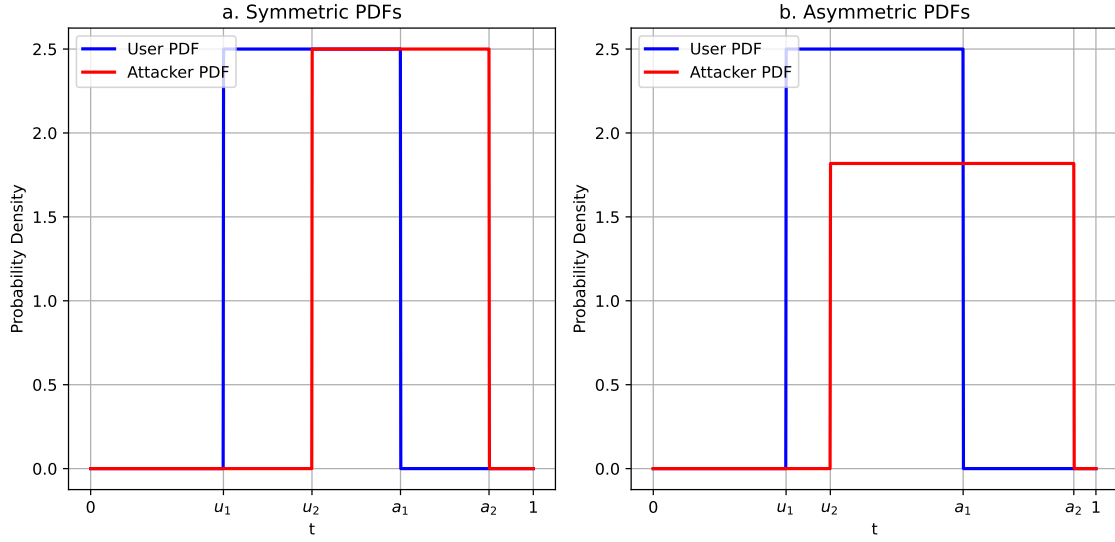 a. Symmetric PDFs
User PDF
Attacker PDF
Probability Density
2.5
2.0
1.5
1.0
0.5
0.0
0 u₁ u₂ a₁ a₂ 1
t
b. Asymmetric PDFs
User PDF
Attacker PDF
Probability Density
2.5
2.0
1.5
1.0
0.5
0.0
0 u₁ u₂ a₁ a₂ 1
t